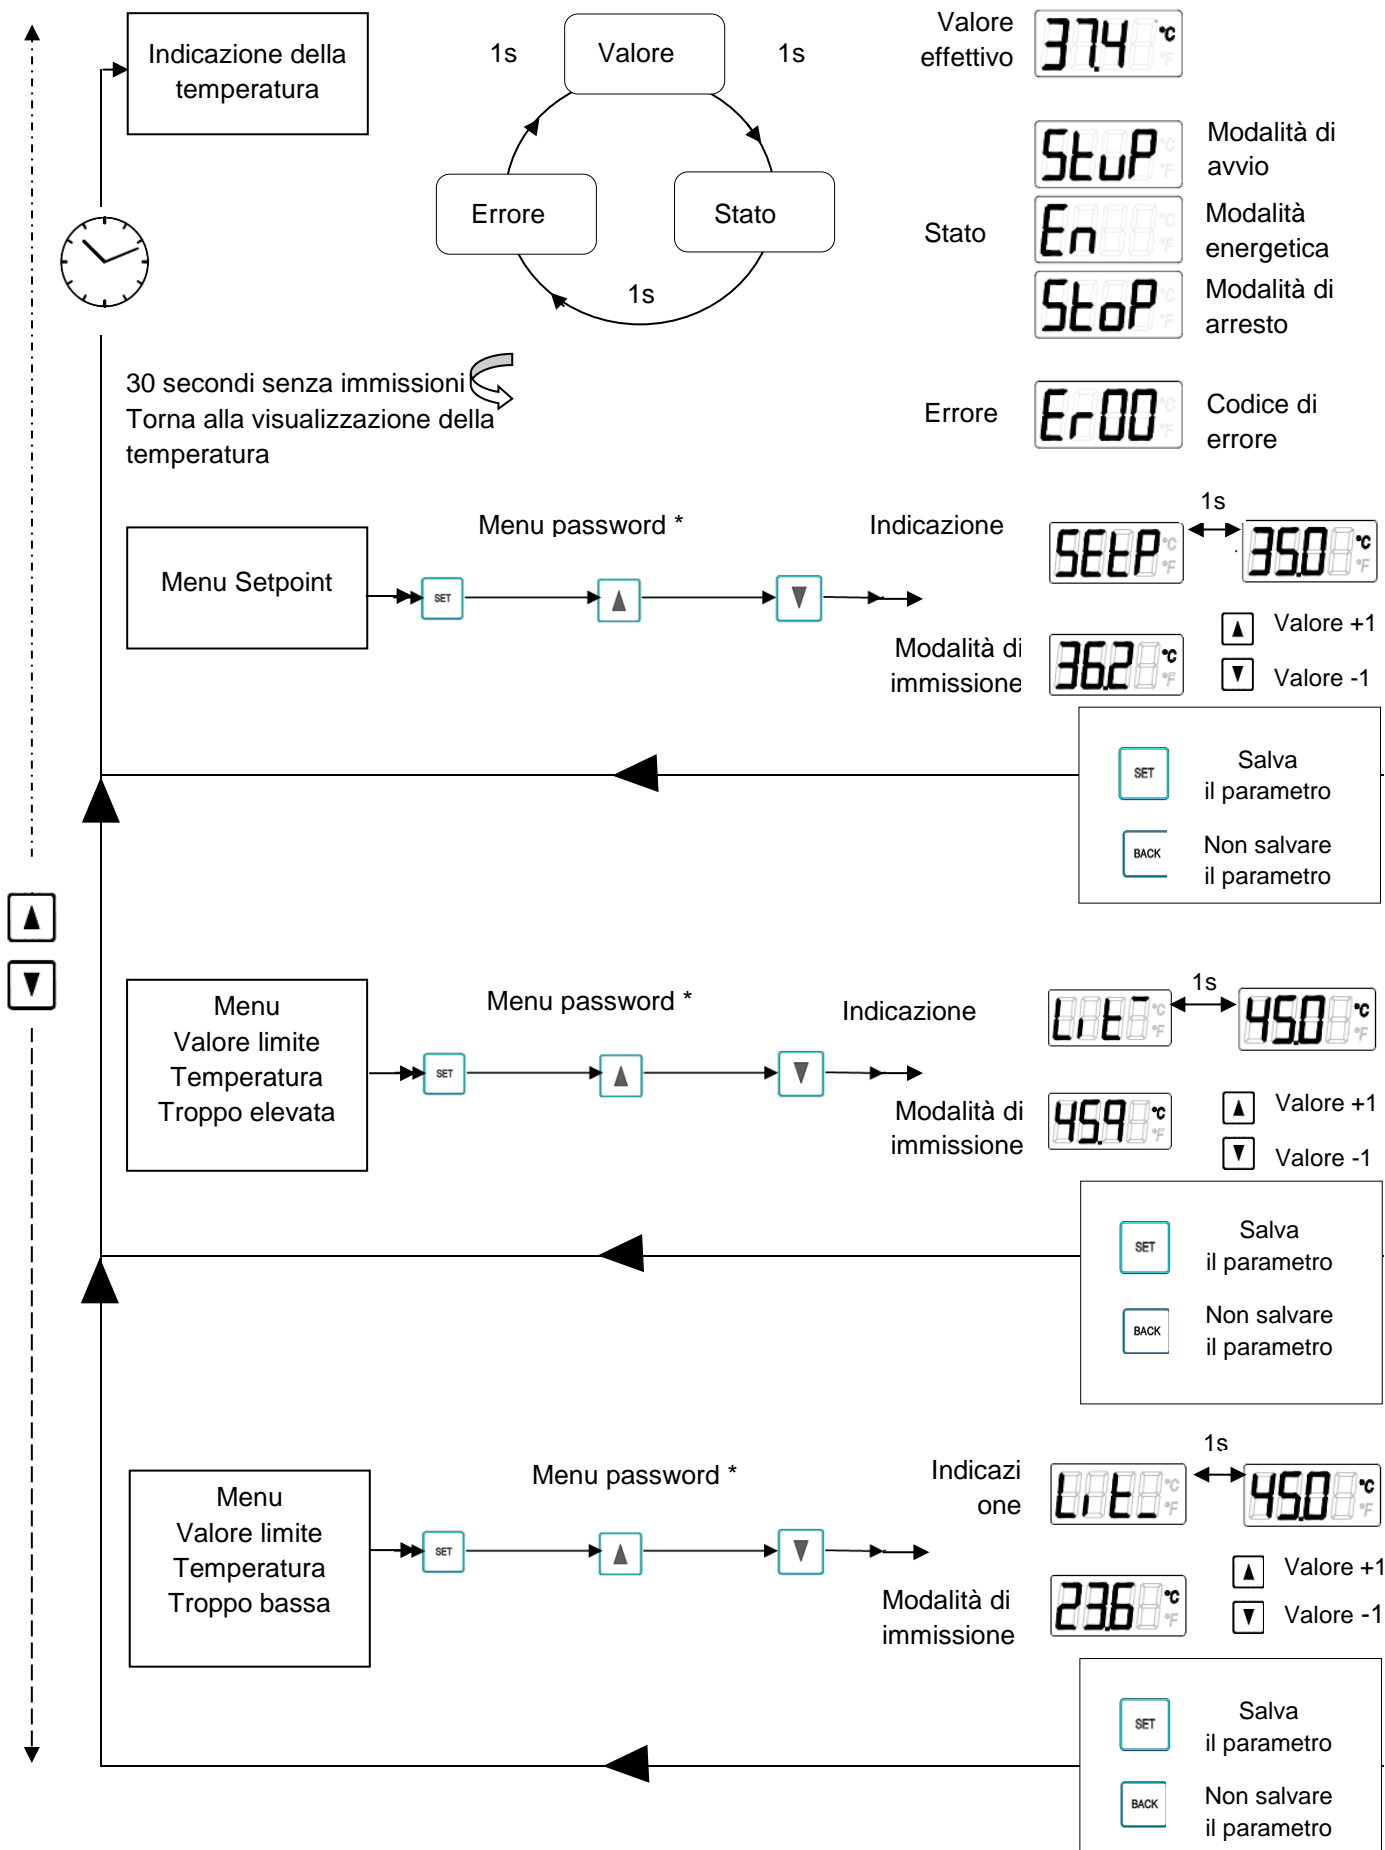 Indicazione della
temperatura
1s
Valore
1s
Errore
Stato
1s
Valore
effettivo
37.4 °C
°F
StuP °C
°F
Modalità di
avvio
Stato
En °C
°F
Modalità
energetica
StoP °C
°F
Modalità di
arresto
30 secondi senza immissioni
Torna alla visualizzazione della
temperatura
Errore
Er00 °C
°F
Codice di
errore
Menu Setpoint
Menu password *
SET
Indicazione
SEtP °C
°F
1s
35.0 °C
°F
Modalità di
immissione
36.2 °C
°F
Valore +1
Valore -1
SET
Salva
il parametro
BACK
Non salvare
il parametro
Menu
Valore limite
Temperatura
Troppo elevata
Menu password *
SET
Indicazione
Lit¯ °C
°F
1s
45.0 °C
°F
Modalità di
immissione
45.9 °C
°F
Valore +1
Valore -1
SET
Salva
il parametro
BACK
Non salvare
il parametro
Menu
Valore limite
Temperatura
Troppo bassa
Menu password *
SET
Indicazi
one
Lit_ °C
°F
1s
45.0 °C
°F
Modalità di
immissione
23.6 °C
°F
Valore +1
Valore -1
SET
Salva
il parametro
BACK
Non salvare
il parametro